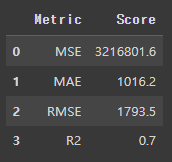 Metric Score
0 MSE 3216801.6
1 MAE 1016.2
2 RMSE 1793.5
3 R2 0.7